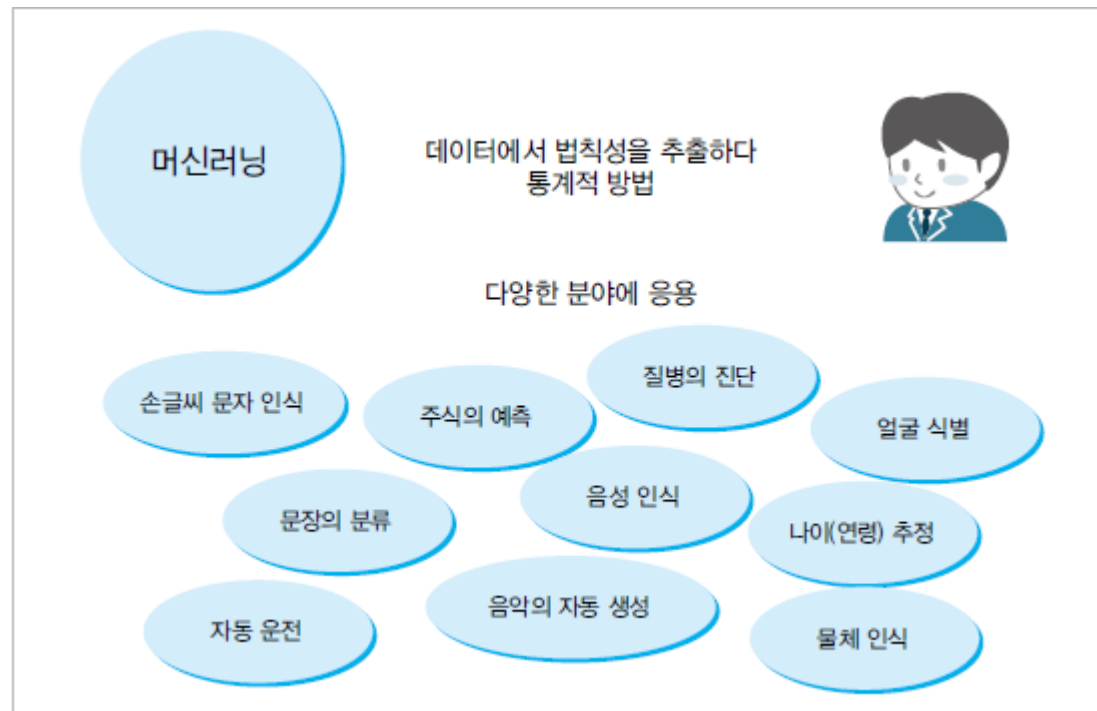 머신러닝
데이터에서 법칙성을 추출하다
통계적 방법
다양한 분야에 응용
질병의 진단
손글씨 문자 인식
주식의 예측
얼굴 식별
음성 인식
문장의 분류
나이(연령) 추정
음악의 자동 생성
자동 운전
물체 인식